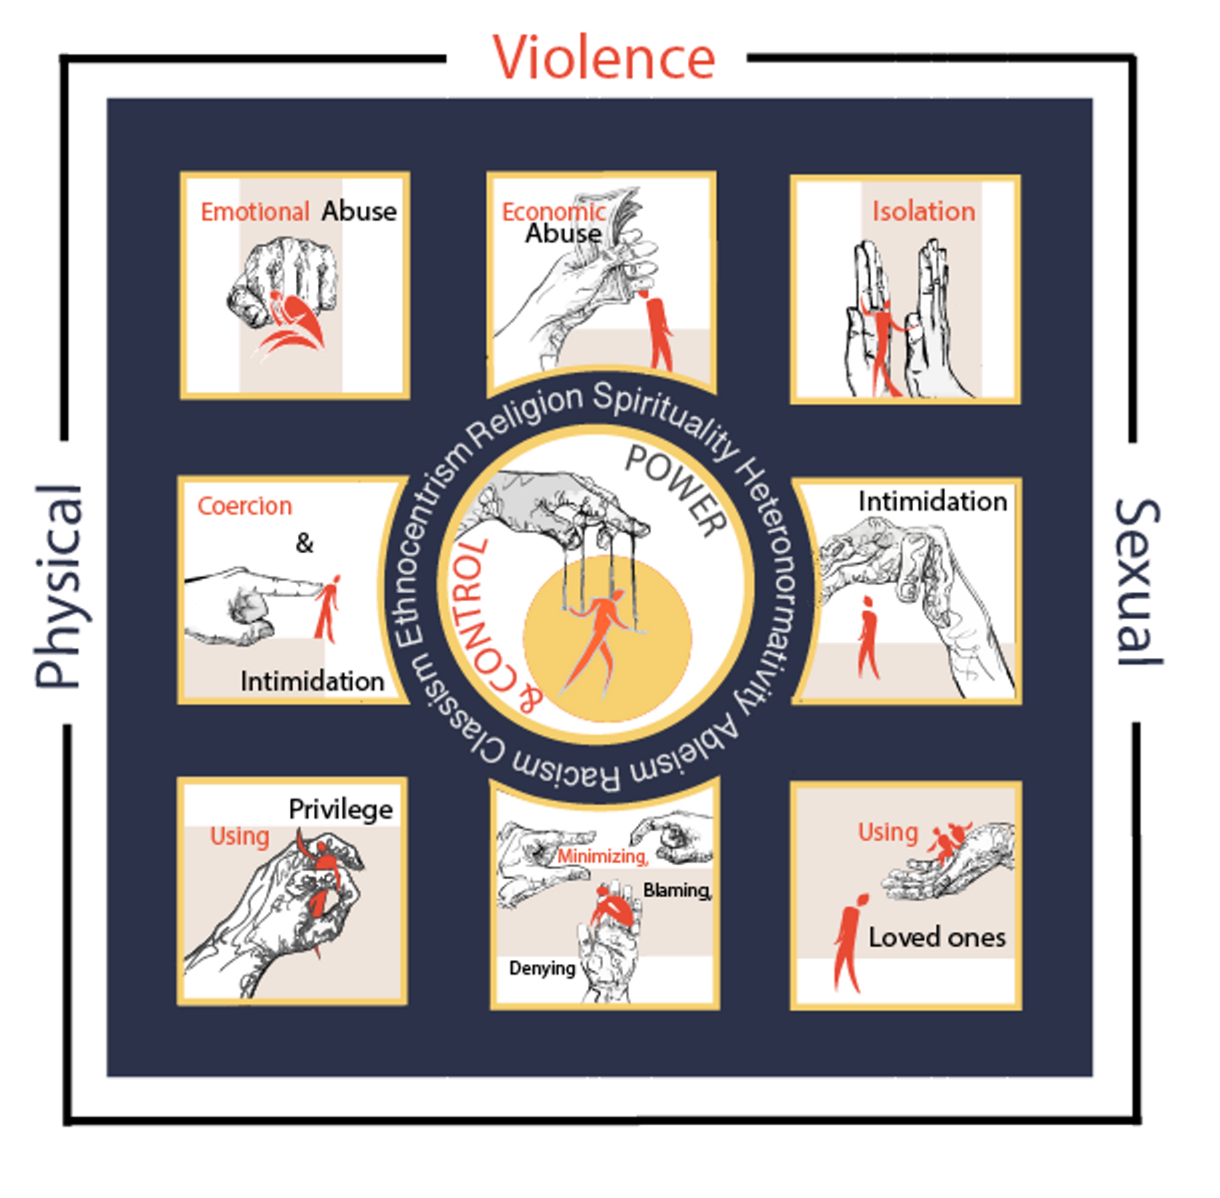 Violence
Physical
Sexual
Emotional Abuse
Economic
Abuse
Isolation
Coercion
&
Intimidation
POWER
& CONTROL
Ethnocentrism Religion Spirituality Heteronormativity Ableism Racism Classism
Intimidation
Privilege
Using
Minimizing,
Blaming,
Denying
Using
Loved ones